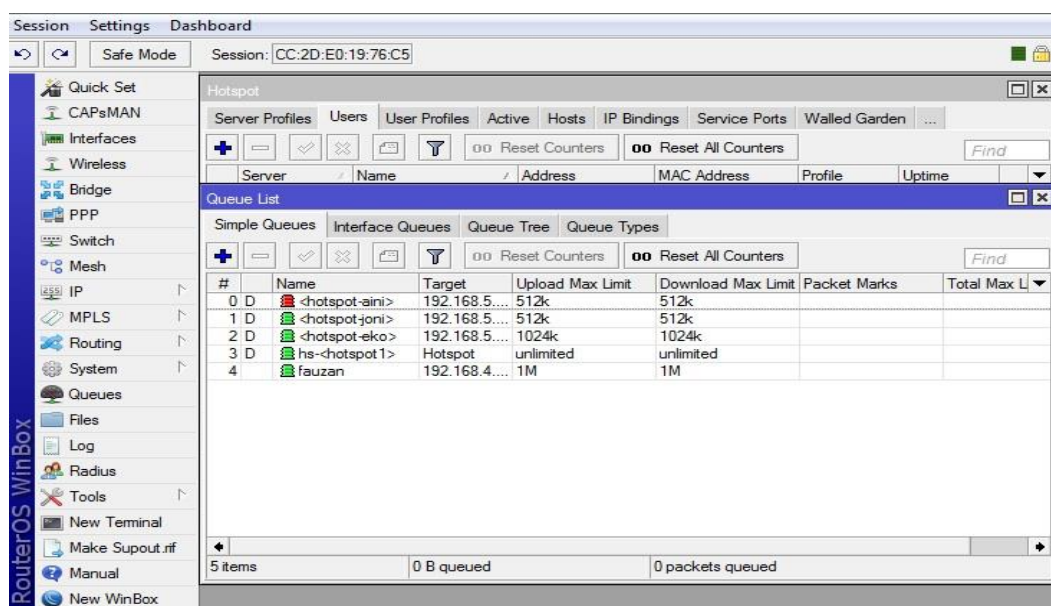 Session Settings Dashboard
Safe Mode Session: CC:2D:E0:19:76:C5
Quick Set
CAPsMAN
Interfaces
Wireless
Bridge
PPP
Switch
Mesh
IP
MPLS
Routing
System
Queues
Files
Log
Radius
Tools
New Terminal
Make Supout.rif
Manual
New WinBox
RouterOS WinBox
Hotspot
Server Profiles Users User Profiles Active Hosts IP Bindings Service Ports Walled Garden ...
00 Reset Counters 00 Reset All Counters Find
Server Name Address MAC Address Profile Uptime
Queue List
Simple Queues Interface Queues Queue Tree Queue Types
00 Reset Counters 00 Reset All Counters Find
# Name Target Upload Max Limit Download Max Limit Packet Marks Total Max L
0 D <hotspot-aini> 192.168.5.... 512k 512k
1 D <hotspot-joni> 192.168.5.... 512k 512k
2 D <hotspot-eko> 192.168.5.... 1024k 1024k
3 D hs-<hotspot1> Hotspot unlimited unlimited
4 fauzan 192.168.4.... 1M 1M
5 items 0 B queued 0 packets queued